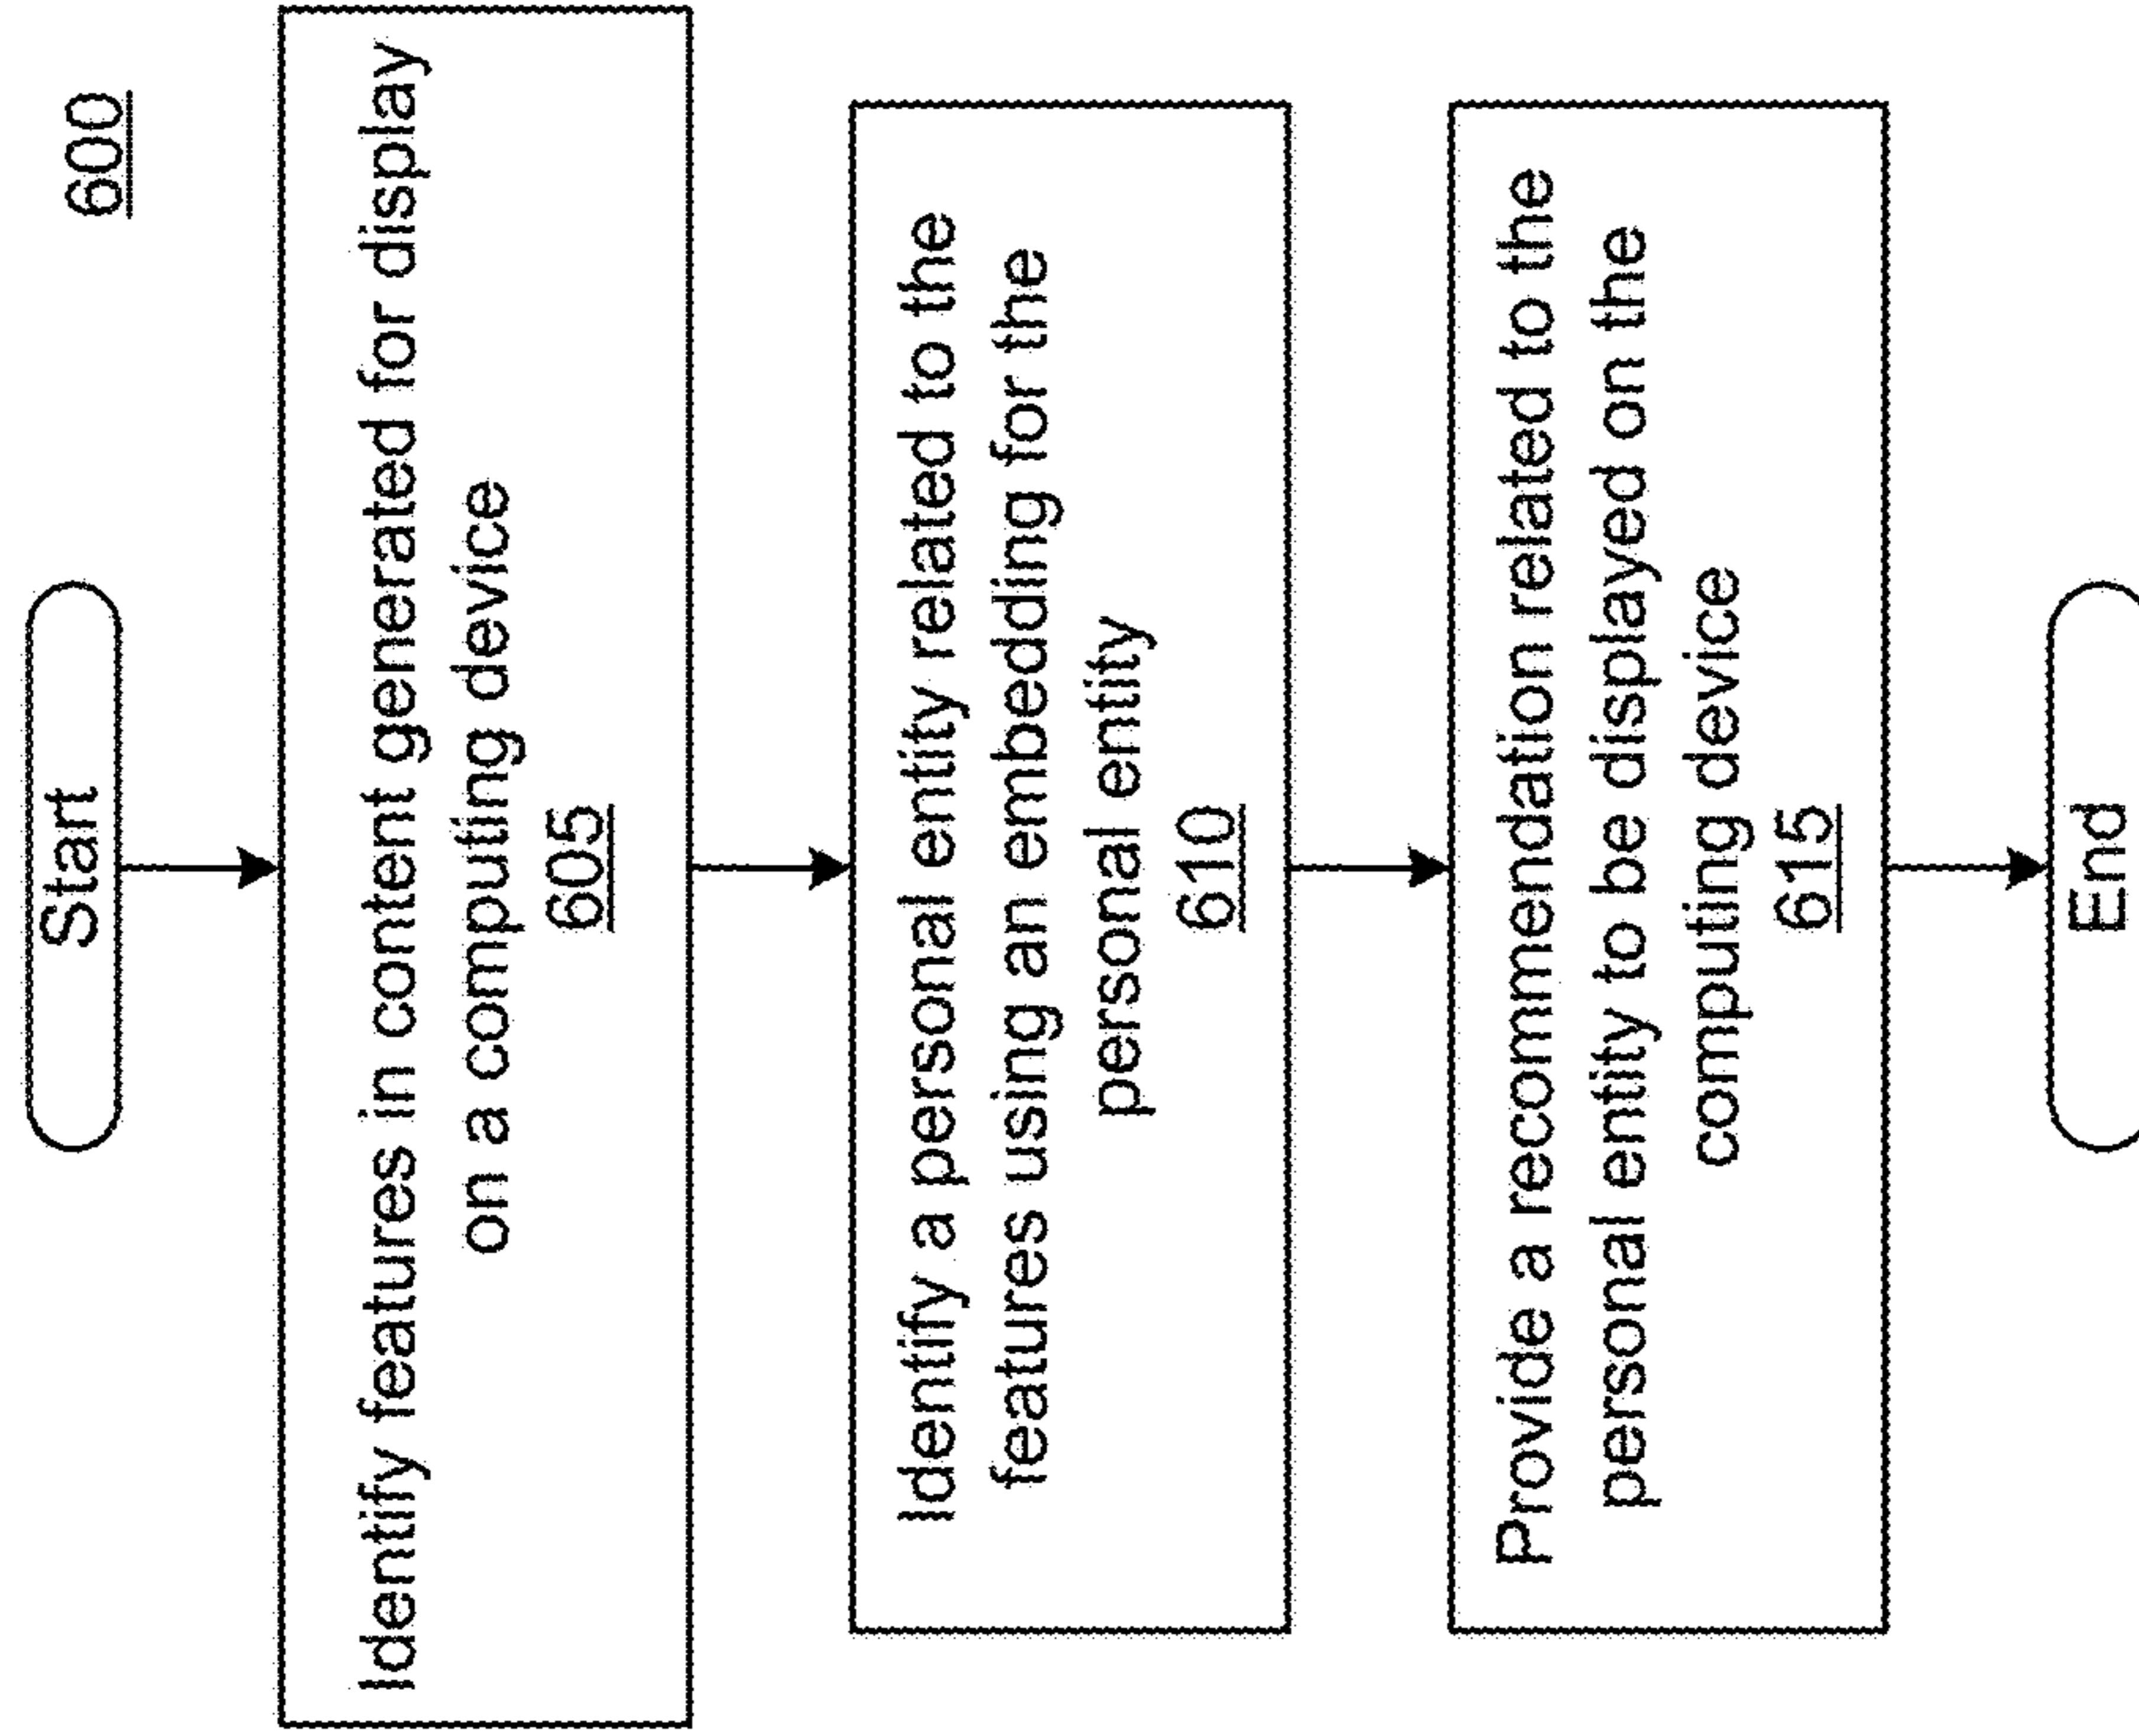 600
Start
Identify features in content generated for display
on a computing device
605
Identify a personal entity related to the
features using an embedding for the
personal entity
610
Provide a recommendation related to the
personal entity to be displayed on the
computing device
615
End